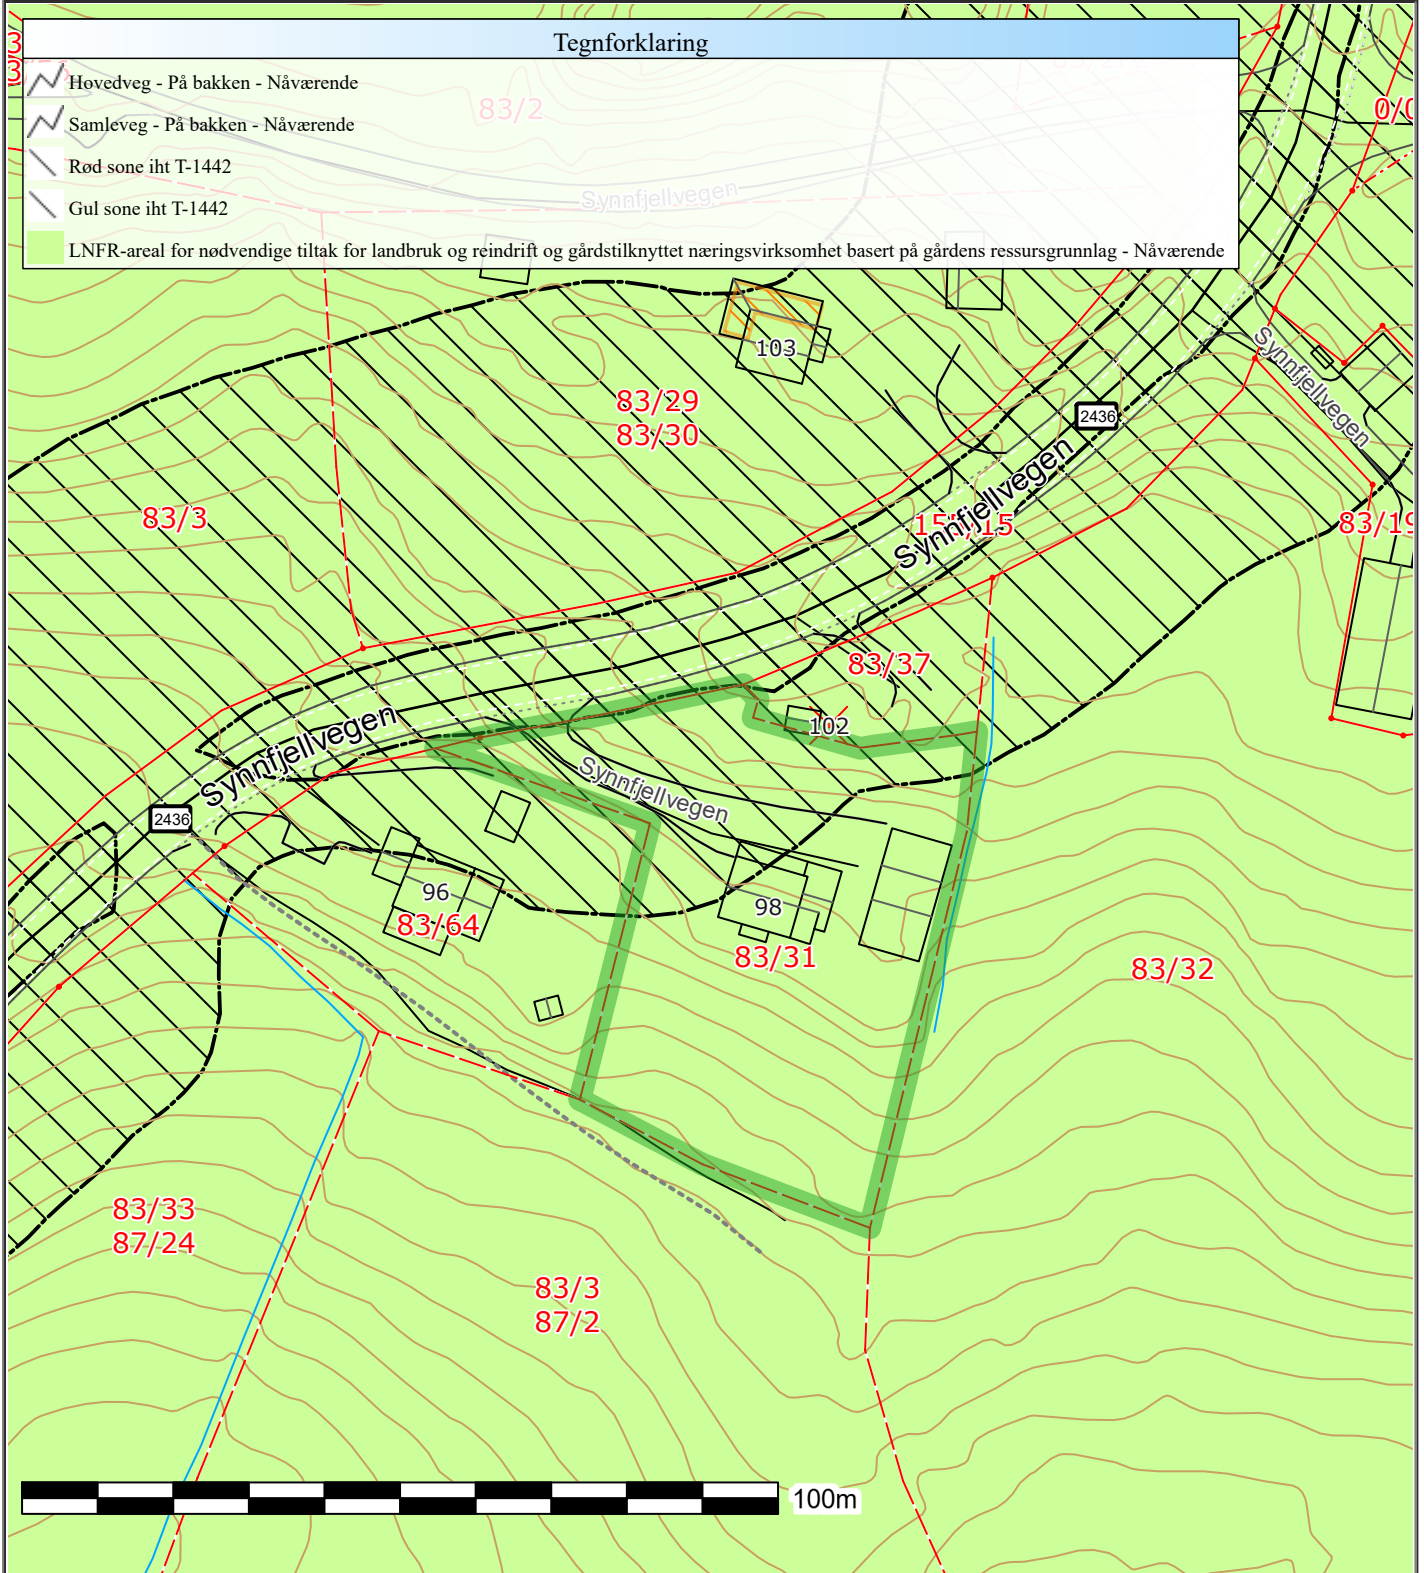 Tegnforklaring
Hovedveg - På bakken - Nåværende
Samleveg - På bakken - Nåværende
Rød sone iht T-1442
Gul sone iht T-1442
LNFR-areal for nødvendige tiltak for landbruk og reindrift og gårdstilknyttet næringsvirksomhet basert på gårdens ressursgrunnlag - Nåværende
83/2
Synnfjellvegen
103
83/29
83/30
2436
Synnfjellvegen
83/3
Synnfjellvegen
83/19
83/37
102
Synnfjellvegen
Synnfjellvegen
2436
96
83/64
98
83/31
83/32
83/33
87/24
83/3
87/2
100m